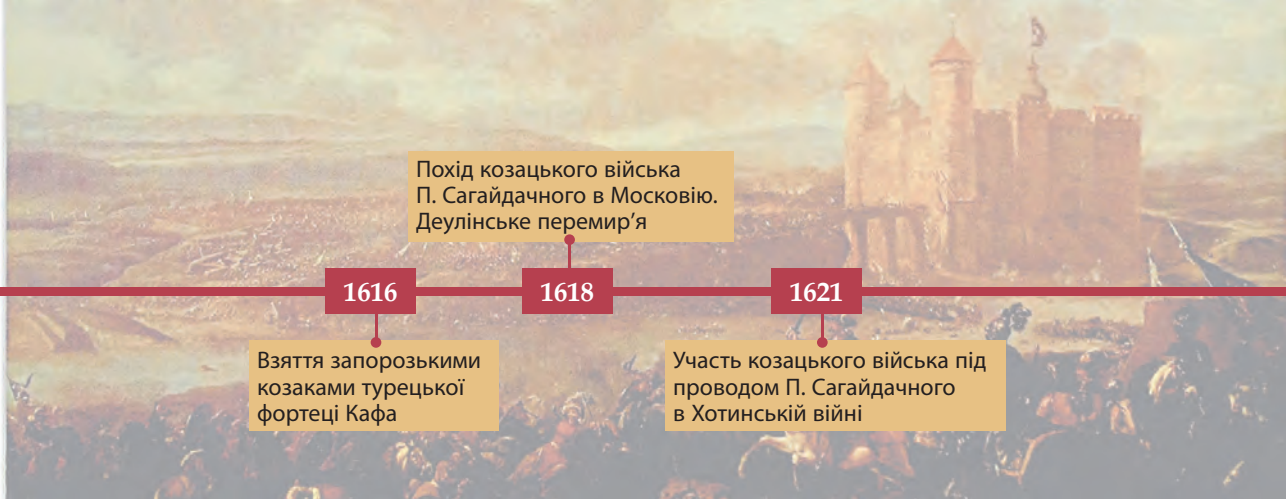 Похід козацького війська
П. Сагайдачного в Московію.
Деулінське перемир'я
1616
1618
1621
Взяття запорозькими
козаками турецької
фортеці Кафа
Участь козацького війська під
проводом П. Сагайдачного
в Хотинській війні